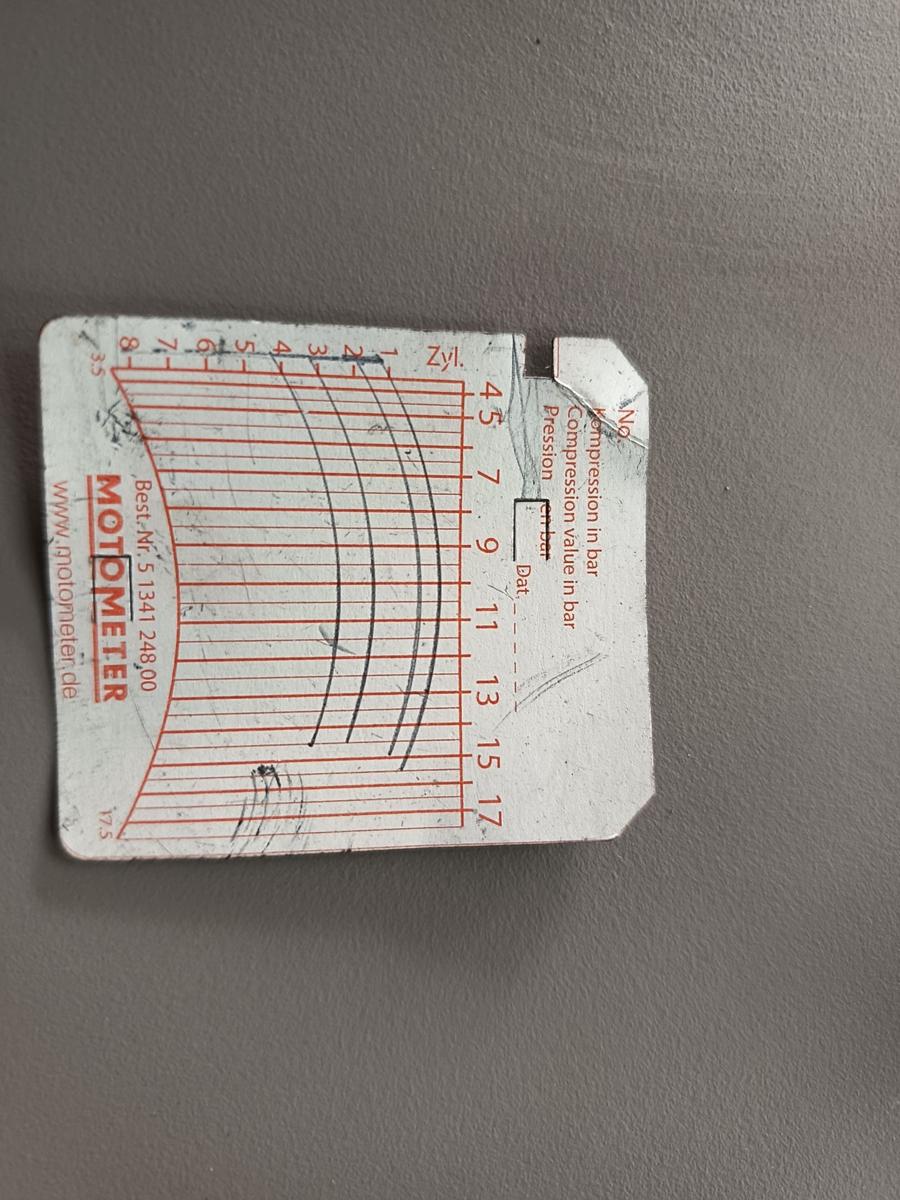 No.
Kompression in bar
Compression value in bar
Pression en bar
Dat.
4 5 7 9 11 13 15 17
Zyl.
1
2
3
4
5
6
7
8
3.5
17.5
Best.-Nr. 5 1341 248,00
MOTOMETER
www.motometer.de